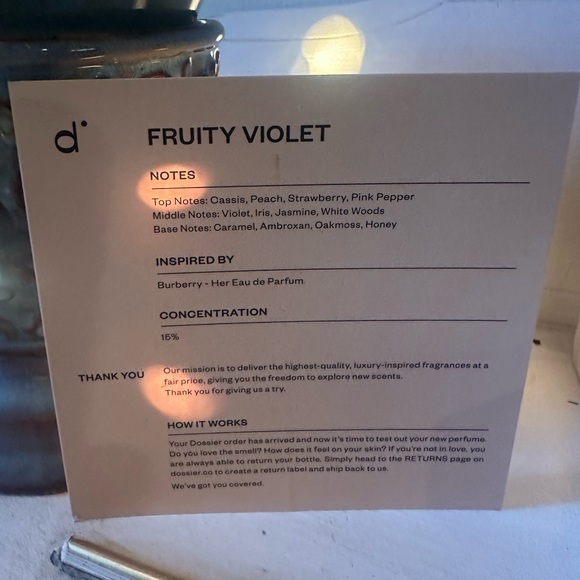 d•
FRUITY VIOLET
NOTES
Top Notes: Cassis, Peach, Strawberry, Pink Pepper
Middle Notes: Violet, Iris, Jasmine, White Woods
Base Notes: Caramel, Ambroxan, Oakmoss, Honey
INSPIRED BY
Burberry - Her Eau de Parfum.
CONCENTRATION
15%
THANK YOU
Our mission is to deliver the highest-quality, luxury-inspired fragrances at a
fair price, giving you the freedom to explore new scents.
Thank you for giving us a try.
HOW IT WORKS
Your Dossier order has arrived and now it's time to test out your new perfume.
Do you love the smell? How does it feel on your skin? If you're not in love, you
are always able to return your bottle. Simply head to the RETURNS page on
dossier.co to create a return label and ship back to us.
We've got you covered.